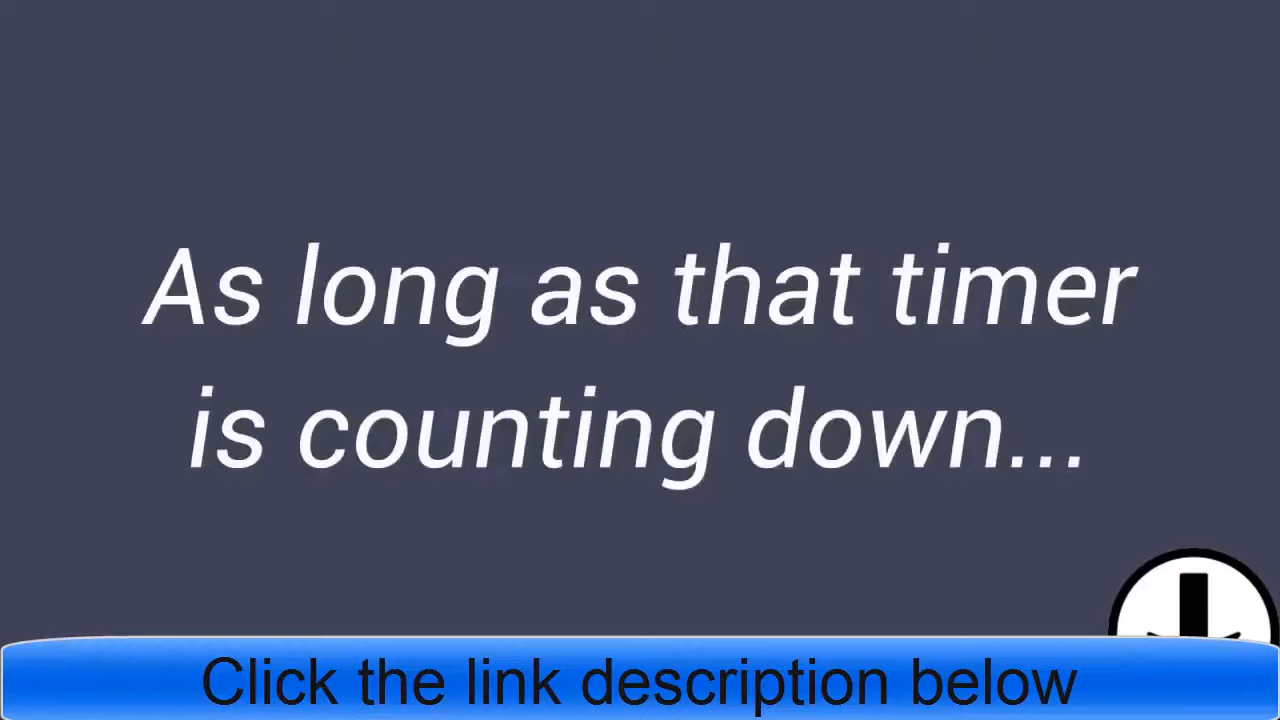 As long as that timer
is counting down...
Click the link description below